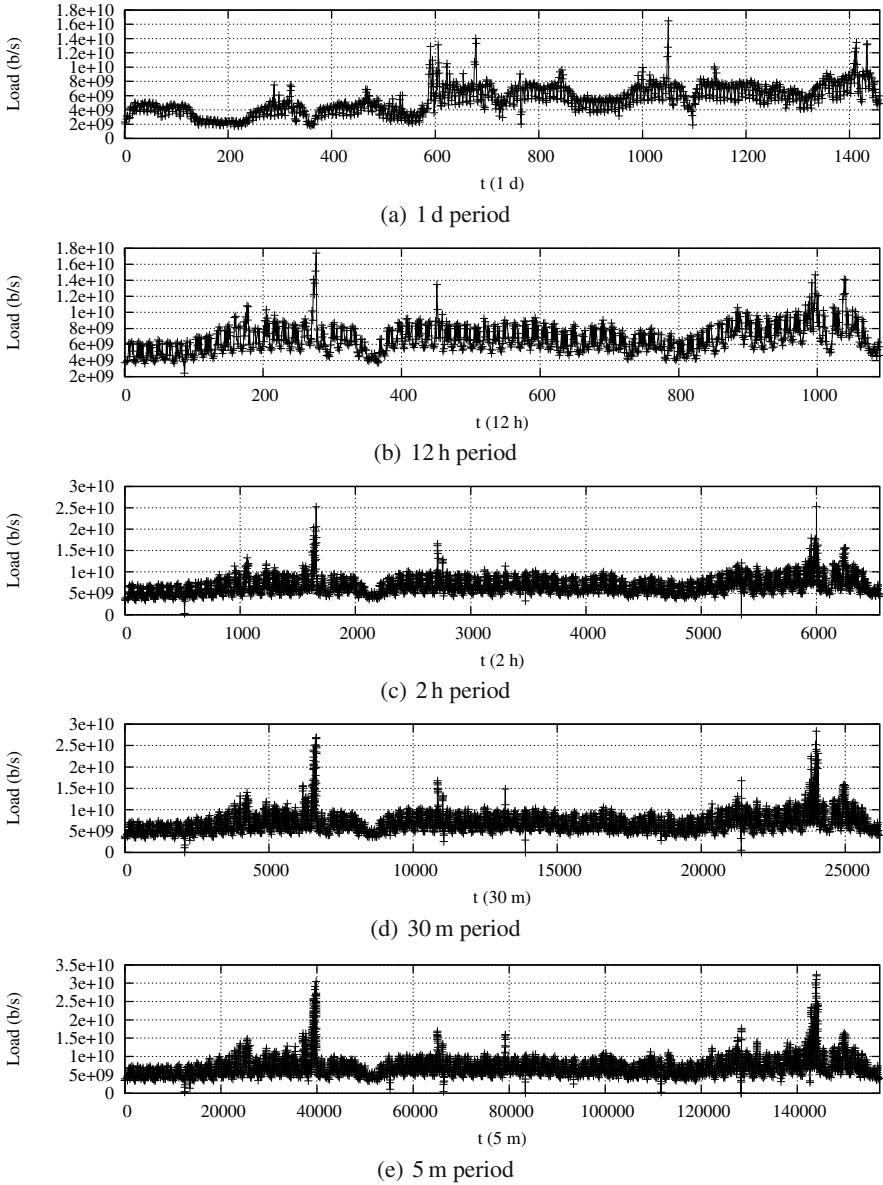 1.8e+10
1.6e+10
1.4e+10
1.2e+10
1e+10
8e+09
6e+09
4e+09
2e+09
Load (b/s)
0 200 400 600 800 1000 1200 1400
t (1 d)
(a) 1 d period
1.8e+10
1.6e+10
1.4e+10
1.2e+10
1e+10
8e+09
6e+09
4e+09
2e+09
Load (b/s)
0 200 400 600 800 1000
t (12 h)
(b) 12 h period
3e+10
2.5e+10
2e+10
1.5e+10
1e+10
5e+09
0
Load (b/s)
0 1000 2000 3000 4000 5000 6000
t (2 h)
(c) 2 h period
3e+10
2.5e+10
2e+10
1.5e+10
1e+10
5e+09
0
Load (b/s)
0 5000 10000 15000 20000 25000
t (30 m)
(d) 30 m period
3.5e+10
3e+10
2.5e+10
2e+10
1.5e+10
1e+10
5e+09
0
Load (b/s)
0 20000 40000 60000 80000 100000 120000 140000
t (5 m)
(e) 5 m period